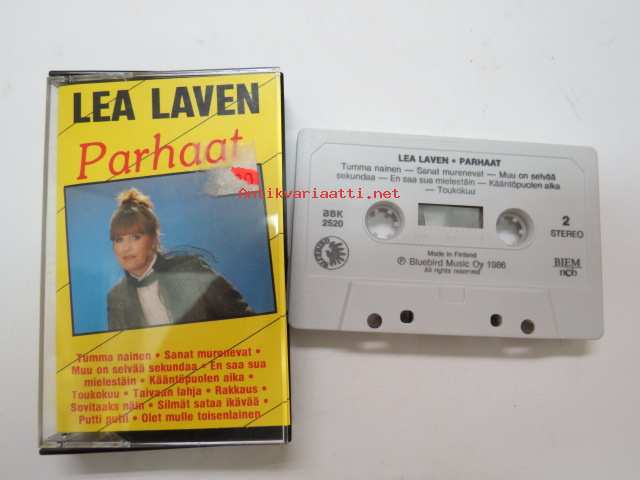 LEA LAVEN
Parhaat
Antikvariaatti.net
Tumma nainen • Sanat murenevat •
Muu on selvää sekundaa • En saa sua
mielestäin • Kääntöpuolen aika •
Toukokuu • Taivaan lahja • Rakkaus •
Sovitaaks näin • Silmät sataa ikävää •
Putti putti • Olet mulle toisenlainen
LEA LAVEN • PARHAAT
Tumma nainen — Sanat murenevat — Muu on selvää
sekundaa — En saa sua mielestäin — Kääntöpuolen aika
— Toukokuu
BBK
2520
2
STEREO
Made in Finland
℗ Bluebird Music Oy 1986
All rights reserved
BIEM
ncb